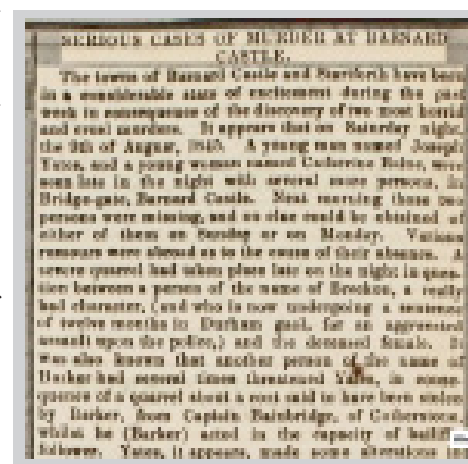 SERIOUS CASES OF MURDER AT BARNARD
CASTLE.
The towns of Barnard Castle and Startforth have been
in a considerable state of excitement during the past
week in consequence of the discovery of two most horrid
and cruel murders. It appears that on Saturday night,
the 9th of August, 1845. A young man named Joseph
Yates, and a young woman named Catherine Raine, were
seen late in the night with several more persons, in
Bridge-gate, Barnard Castle. Next morning these two
persons were missing, and no clue could be obtained of
either of them on Sunday or on Monday. Various
rumours were abroad as to the cause of their absence. A
severe quarrel had taken place late on the night in ques-
tion between a person of the name of Breckon, a really
bad character, (and who is now undergoing a sentence
of twelve months in Durham gaol, for an aggravated
assault upon the police,) and the deceased female. It
was also known that another person of the name of
Barker had several times threatened Yates, in conse-
quence of a quarrel about a coat said to have been stolen
by Barker, from Captain Bainbridge, of Cotherstone,
whilst he (Barker) acted in the capacity of bailiff's
follower. Yates, it appears, made some alterations in